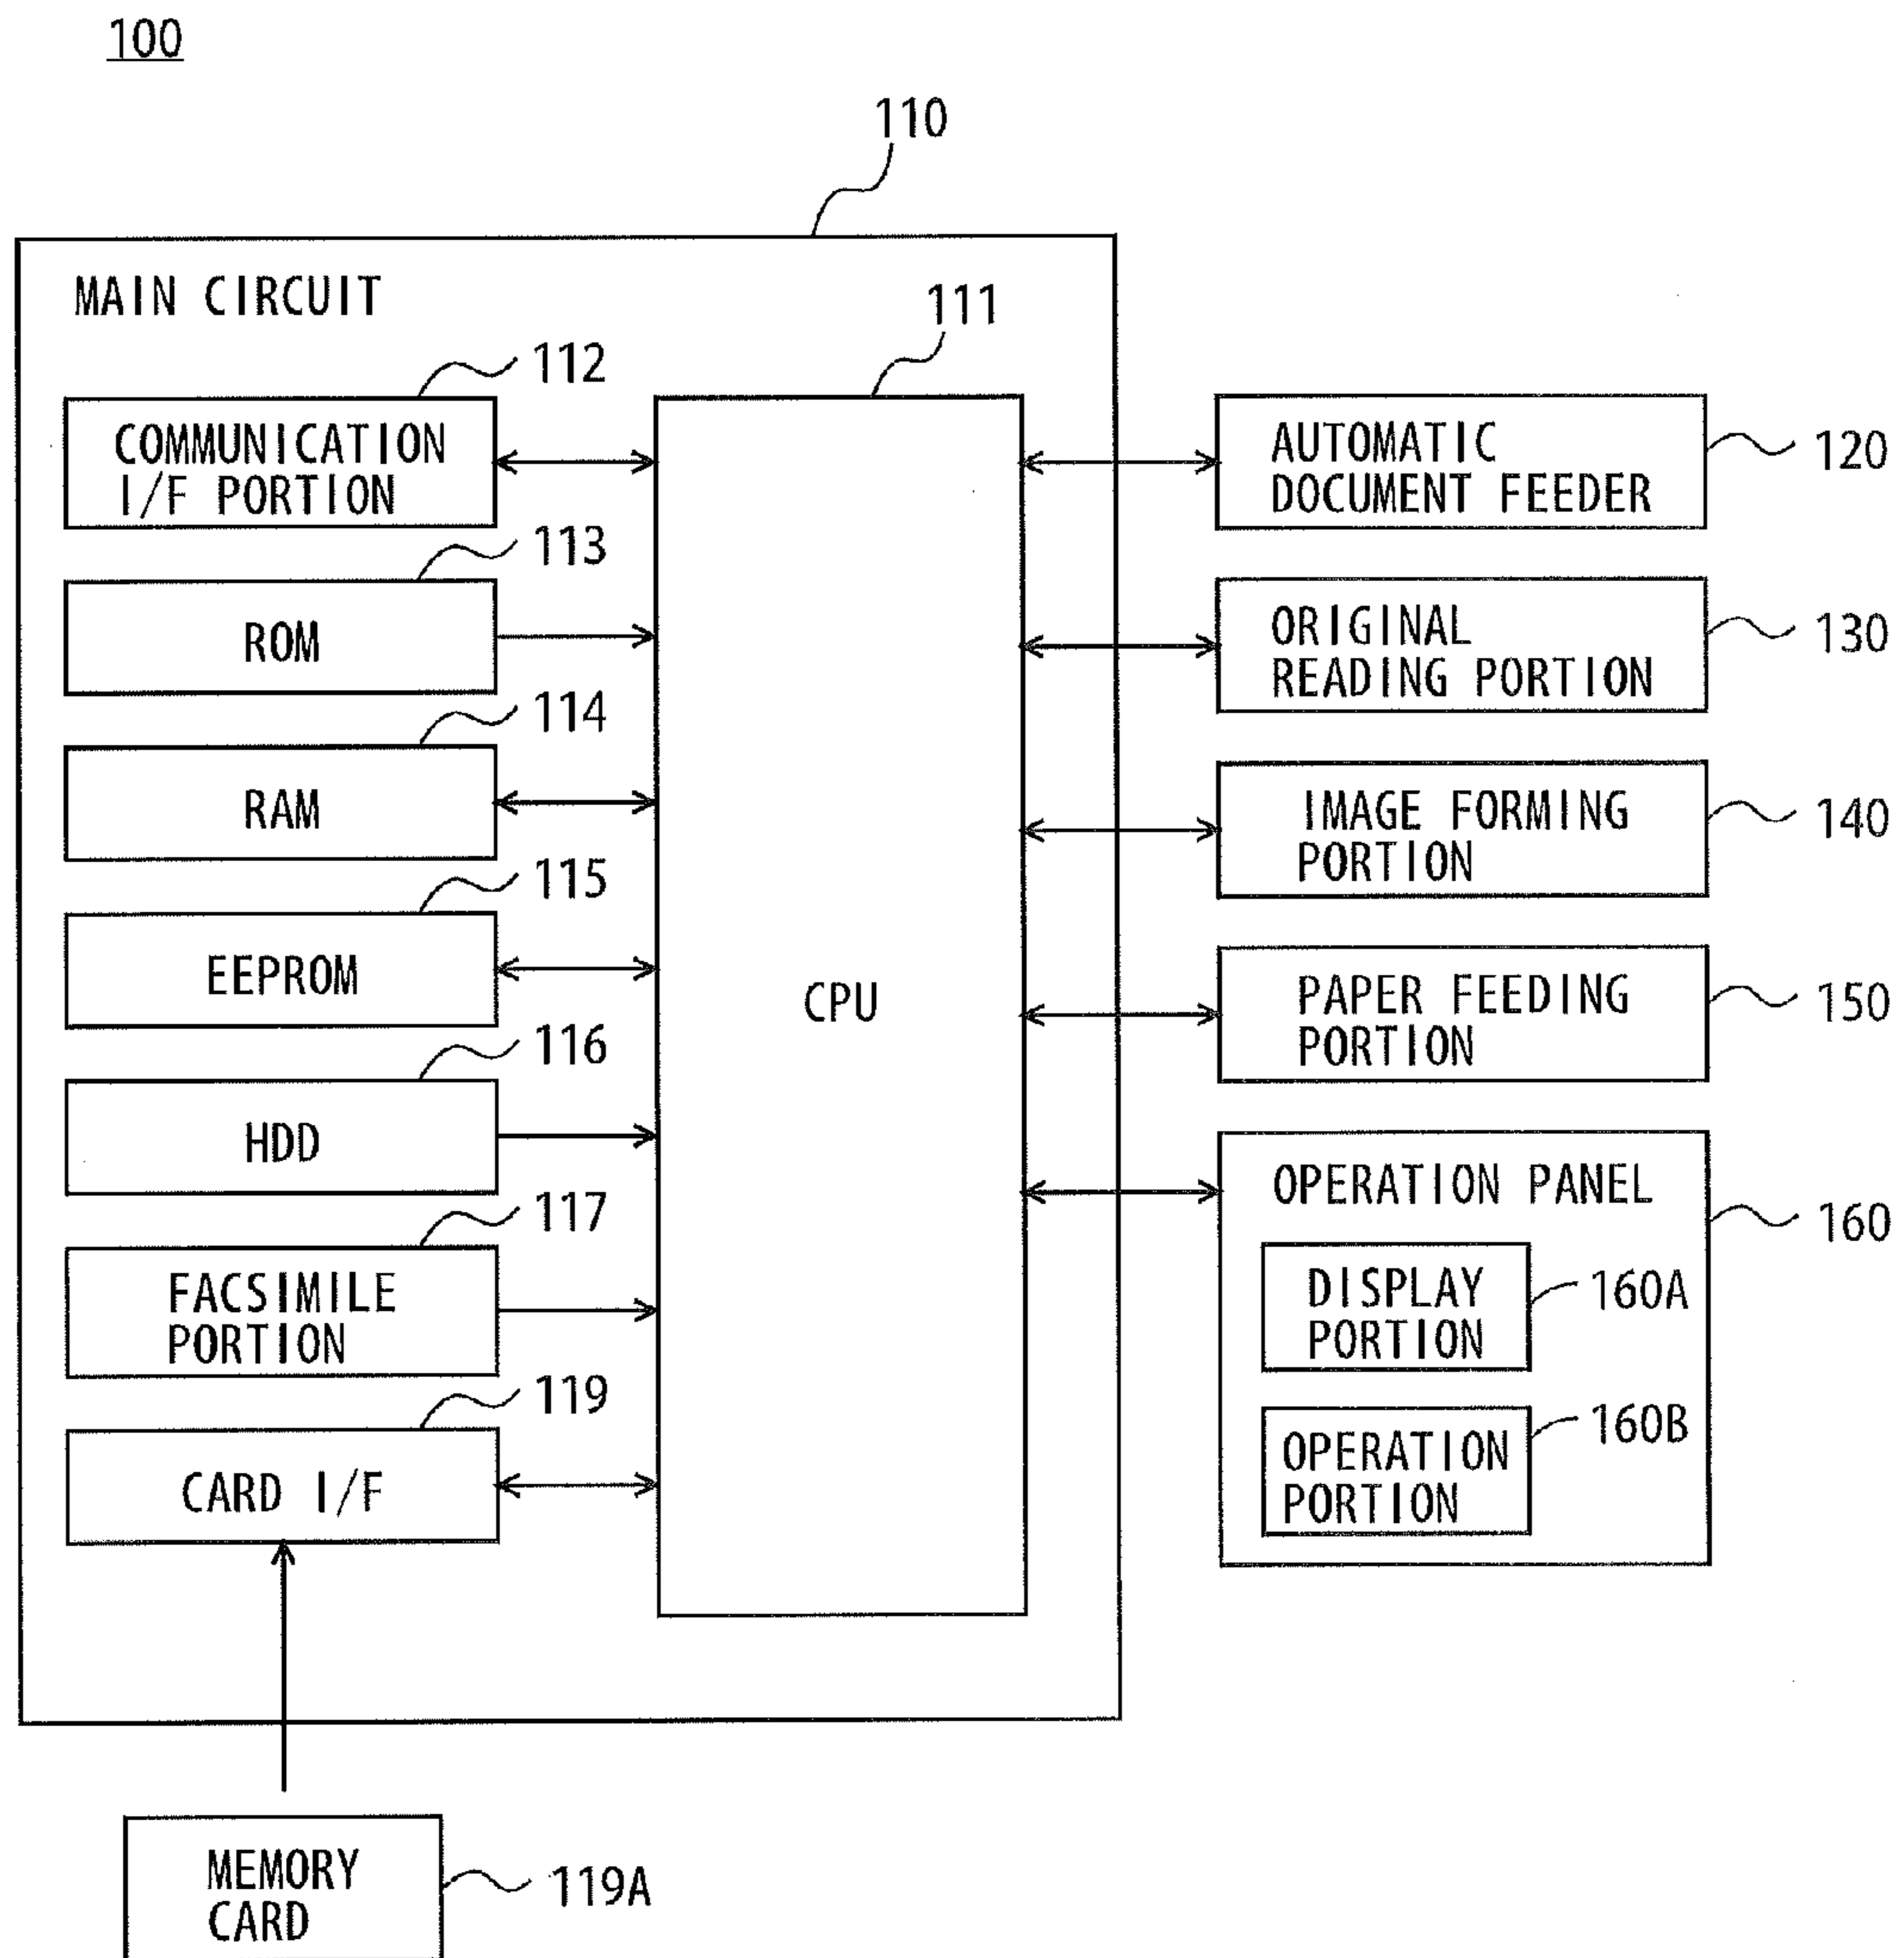 100
110
MAIN CIRCUIT
111
112
COMMUNICATION
I/F PORTION
113
ROM
114
RAM
115
EEPROM
116
HDD
117
FACSIMILE
PORTION
119
CARD I/F
CPU
AUTOMATIC
DOCUMENT FEEDER
120
ORIGINAL
READING PORTION
130
IMAGE FORMING
PORTION
140
PAPER FEEDING
PORTION
150
OPERATION PANEL
160
DISPLAY
PORTION
160A
OPERATION
PORTION
160B
MEMORY
CARD
119A